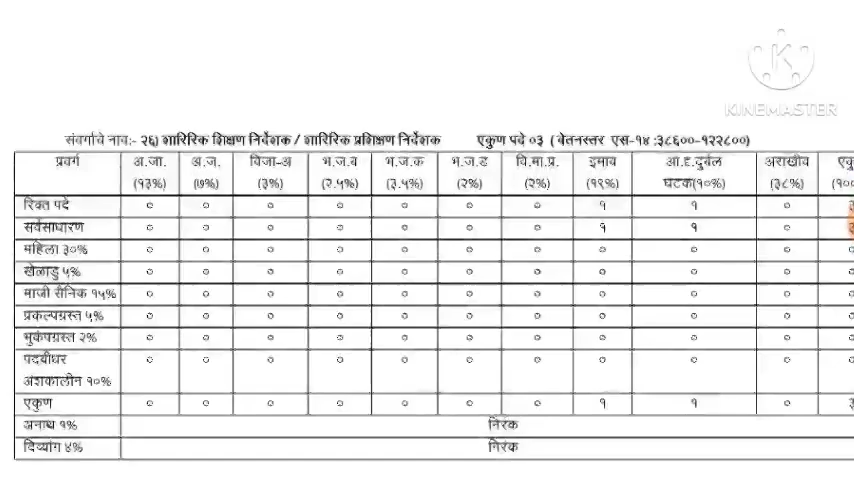 KINEMASTER
संवर्गाचे नाव:- २६) शारिरिक शिक्षण निर्देशक / शारिरिक प्रशिक्षण निर्देशक एकुण पदे ०३ ( वेतनस्तर एस-१४ :३८६००-१२२८००)
प्रवर्ग अ.जा. अ.ज. विजा-अ भ.ज.ब भ.ज.क भ.ज.ड वि.मा.प्र. इमाव आ.दृ.दुर्बल अराखीव
(१३%) (७%) (३%) (२.५%) (३.५%) (२%) (२%) (१९%) घटक(१०%) (३८%)
रिक्त पदे ० ० ० ० ० ० ० १ १ ०
सर्वसाधारण ० ० ० ० ० ० ० १ १ ०
महिला ३०% ० ० ० ० ० ० ० ० ० ० ०
खेळाडु ५% ० ० ० ० ० ० ० ० ० ० ०
माजी सैनिक १५% ० ० ० ० ० ० ० ० ० ० ०
प्रकल्पग्रस्त ५% ० ० ० ० ० ० ० ० ० ० ०
भुकंपग्रस्त २% ० ० ० ० ० ० ० ० ० ० ०
पदवीधर ० ० ० ० ० ० ० ० ० ० ०
अंशकालीन १०%
एकुण ० ० ० ० ० ० ० १ १ ०
अनाथ १% निरंक
दिव्यांग ४% निरंक